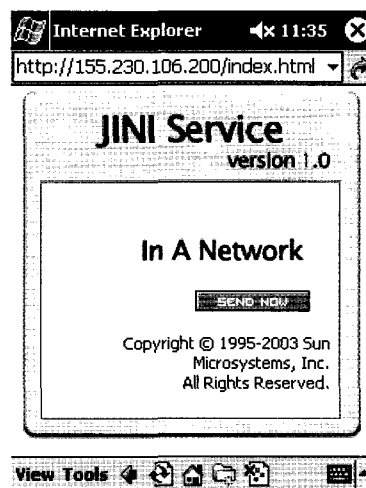 Internet Explorer 11:35
http://155.230.106.200/index.html
JINI Service
version 1.0
In A Network
SEND NOW
Copyright © 1995-2003 Sun
Microsystems, Inc.
All Rights Reserved.
View Tools